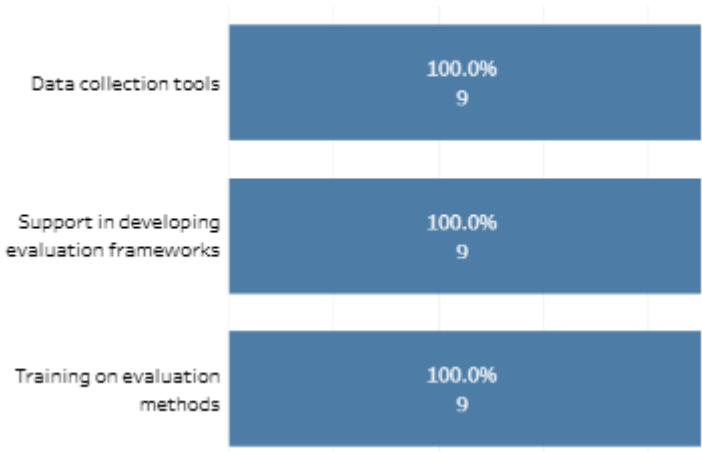 Data collection tools
100.0%
9
Support in developing
evaluation frameworks
100.0%
9
Training on evaluation
methods
100.0%
9